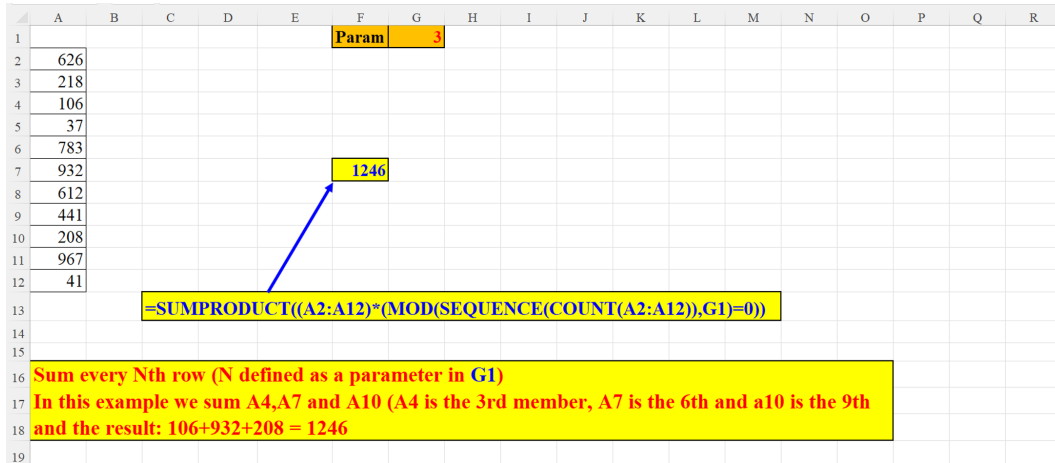 A B C D E F G H I J K L M N O P Q R
1 Param 3
2 626
3 218
4 106
5 37
6 783
7 932 1246
8 612
9 441
10 208
11 967
12 41
13 =SUMPRODUCT((A2:A12)*(MOD(SEQUENCE(COUNT(A2:A12)),G1)=0))
14
15
16 Sum every Nth row (N defined as a parameter in G1)
17 In this example we sum A4,A7 and A10 (A4 is the 3rd member, A7 is the 6th and a10 is the 9th
18 and the result: 106+932+208 = 1246
19